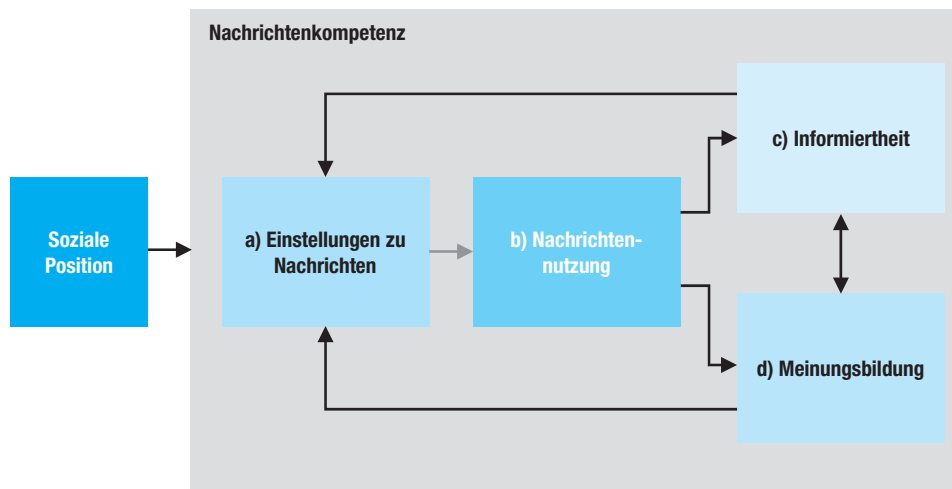 Nachrichtenkompetenz
Soziale
Position
a) Einstellungen zu
Nachrichten
b) Nachrichten-
nutzung
c) Informiertheit
d) Meinungsbildung